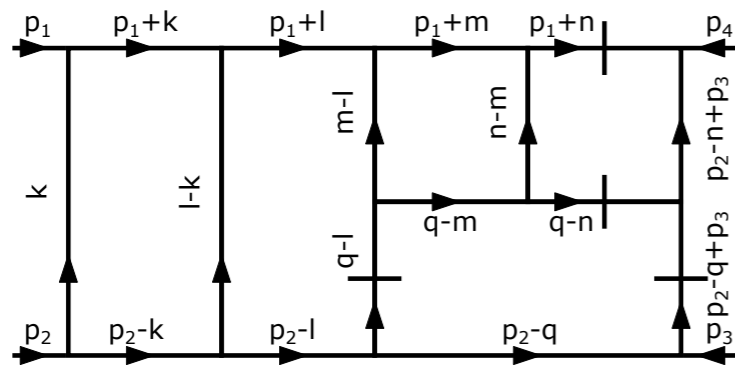 p₁ p₁+k p₁+l p₁+m p₁+n p₄
k l-k m-l n-m p₂-n+p₃
q-l q-m q-n p₂-q+p₃
p₂ p₂-k p₂-l p₂-q p₃